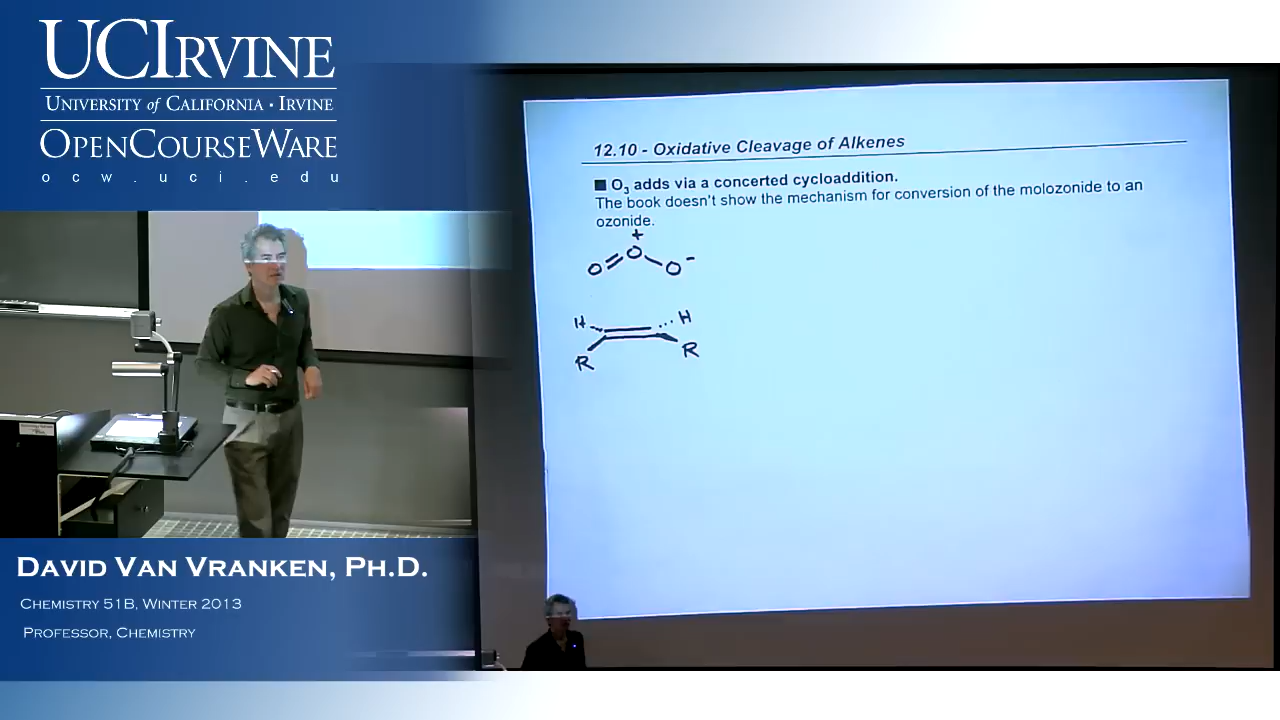 UCIRVINE
UNIVERSITY of CALIFORNIA · IRVINE
OPENCOURSEWARE
ocw.uci.edu
12.10 - Oxidative Cleavage of Alkenes
■ O3 adds via a concerted cycloaddition.
The book doesn't show the mechanism for conversion of the molozonide to an
ozonide.
+
O O O -
H H
R R
DAVID VAN VRANKEN, PH.D.
CHEMISTRY 51B, WINTER 2013
PROFESSOR, CHEMISTRY